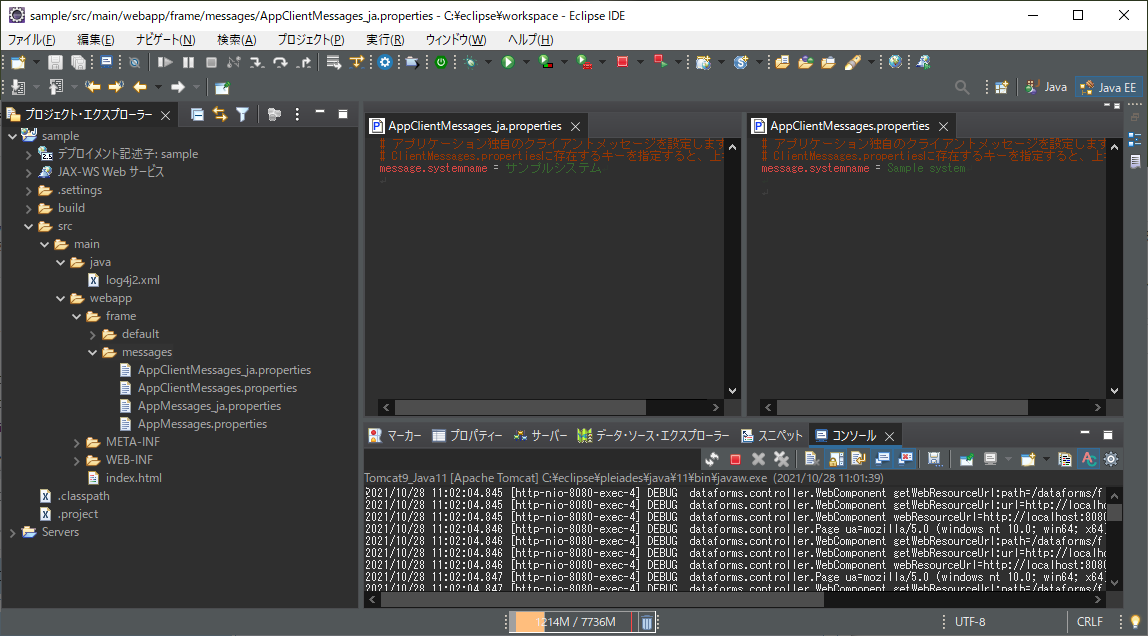 sample/src/main/webapp/frame/messages/AppClientMessages_ja.properties - C:¥eclipse¥workspace - Eclipse IDE
ファイル(F) 編集(E) ナビゲート(N) 検索(A) プロジェクト(P) 実行(R) ウィンドウ(W) ヘルプ(H)
Java Java EE
プロジェクト・エクスプローラー
sample
デプロイメント記述子: sample
JAX-WS Web サービス
.settings
build
src
main
java
log4j2.xml
webapp
frame
default
messages
AppClientMessages_ja.properties
AppClientMessages.properties
AppMessages_ja.properties
AppMessages.properties
META-INF
WEB-INF
index.html
.classpath
.project
Servers
AppClientMessages_ja.properties
# アプリケーション独自のクライアントメッセージを設定します
# ClientMessages.propertiesに存在するキーを指定すると、上
message.systemname = サンプルシステム
AppClientMessages.properties
# アプリケーション独自のクライアントメッセージを設定します
# ClientMessages.propertiesに存在するキーを指定すると、上
message.systemname = Sample system
マーカー プロパティー サーバー データ・ソース・エクスプローラー スニペット コンソール
Tomcat9_Java11 [Apache Tomcat] C:¥eclipse¥pleiades¥java¥11¥bin¥javaw.exe (2021/10/28 11:01:39)
2021/10/28 11:02:04.845 [http-nio-8080-exec-4] DEBUG dataforms.controller.WebComponent getWebResourceUrl:path=/dataforms/f
2021/10/28 11:02:04.845 [http-nio-8080-exec-4] DEBUG dataforms.controller.WebComponent getWebResourceUrl:url=http://localh
2021/10/28 11:02:04.845 [http-nio-8080-exec-4] DEBUG dataforms.controller.WebComponent webResourceUrl=http://localhost:8080
2021/10/28 11:02:04.846 [http-nio-8080-exec-4] DEBUG dataforms.controller.Page ua=mozilla/5.0 (windows nt 10.0; win64; x64
2021/10/28 11:02:04.846 [http-nio-8080-exec-4] DEBUG dataforms.controller.WebComponent getWebResourceUrl:path=/dataforms/f
2021/10/28 11:02:04.846 [http-nio-8080-exec-4] DEBUG dataforms.controller.WebComponent getWebResourceUrl:url=http://localh
2021/10/28 11:02:04.846 [http-nio-8080-exec-4] DEBUG dataforms.controller.WebComponent webResourceUrl=http://localhost:8080
2021/10/28 11:02:04.847 [http-nio-8080-exec-4] DEBUG dataforms.controller.Page ua=mozilla/5.0 (windows nt 10.0; win64; x64
2021/10/28 11:02:04.847 [http-nio-8080-exec-4] DEBUG dataforms.controller.WebComponent getWebResourceUrl:path=/dataforms/f
1214M / 7736M UTF-8 CRLF